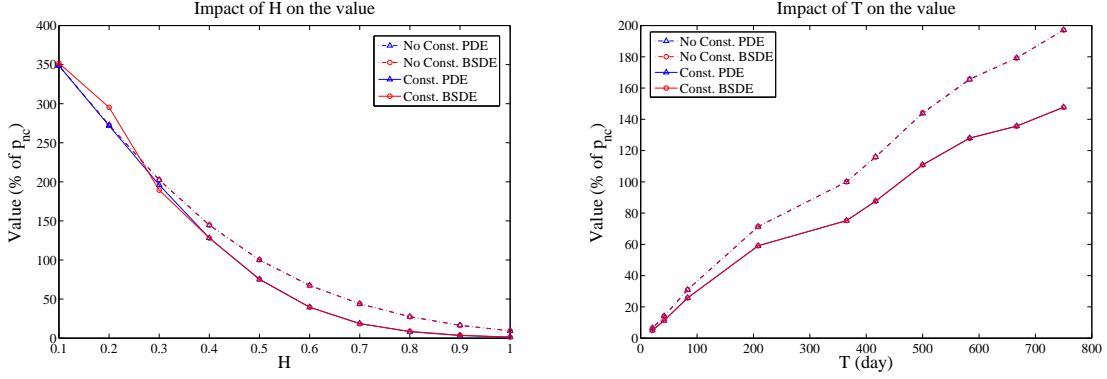 Impact of H on the value
400
350
300
250
200
150
100
50
0
0.1
0.2
0.3
0.4
0.5
0.6
0.7
0.8
0.9
1
Value (% of p_nc)
H
No Const. PDE
No Const. BSDE
Const. PDE
Const. BSDE
Impact of T on the value
200
180
160
140
120
100
80
60
40
20
0
0
100
200
300
400
500
600
700
800
Value (% of p_nc)
T (day)
No Const. PDE
No Const. BSDE
Const. PDE
Const. BSDE